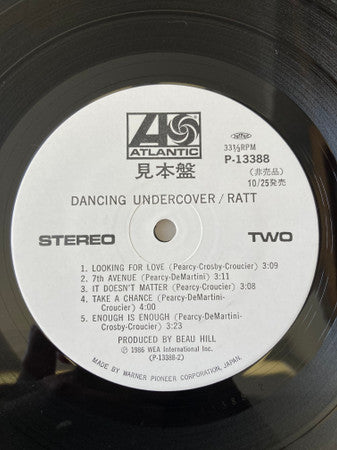 ATLANTIC
見本盤
33⅓RPM
P-13388
(非売品)
10/25発売
DANCING UNDERCOVER / RATT
STEREO
TWO
1. LOOKING FOR LOVE (Pearcy-Crosby-Croucier) 3:09
2. 7th AVENUE (Pearcy-DeMartini) 3:11
3. IT DOESN'T MATTER (Pearcy-Croucier) 3:08
4. TAKE A CHANCE (Pearcy-DeMartini-
Croucier) 4:00
5. ENOUGH IS ENOUGH (Pearcy-DeMartini-
Crosby-Croucier) 3:23
PRODUCED BY BEAU HILL
℗ 1986 WEA International Inc.
(P-13388-2)
MADE BY WARNER PIONEER CORPORATION, JAPAN.